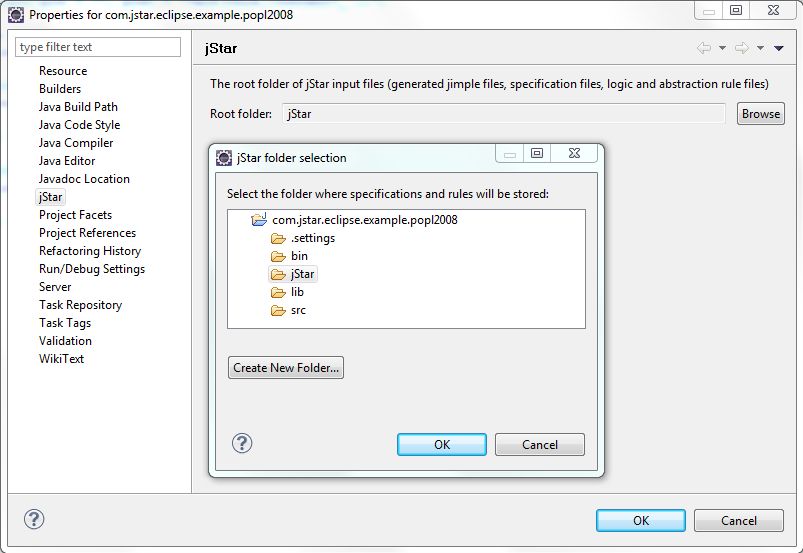 Properties for com.jstar.eclipse.example.popl2008
type filter text
Resource
Builders
Java Build Path
Java Code Style
Java Compiler
Java Editor
Javadoc Location
jStar
Project Facets
Project References
Refactoring History
Run/Debug Settings
Server
Task Repository
Task Tags
Validation
WikiText
jStar
The root folder of jStar input files (generated jimple files, specification files, logic and abstraction rule files)
Root folder: jStar Browse
jStar folder selection
Select the folder where specifications and rules will be stored:
com.jstar.eclipse.example.popl2008
.settings
bin
jStar
lib
src
Create New Folder...
? OK Cancel
? OK Cancel